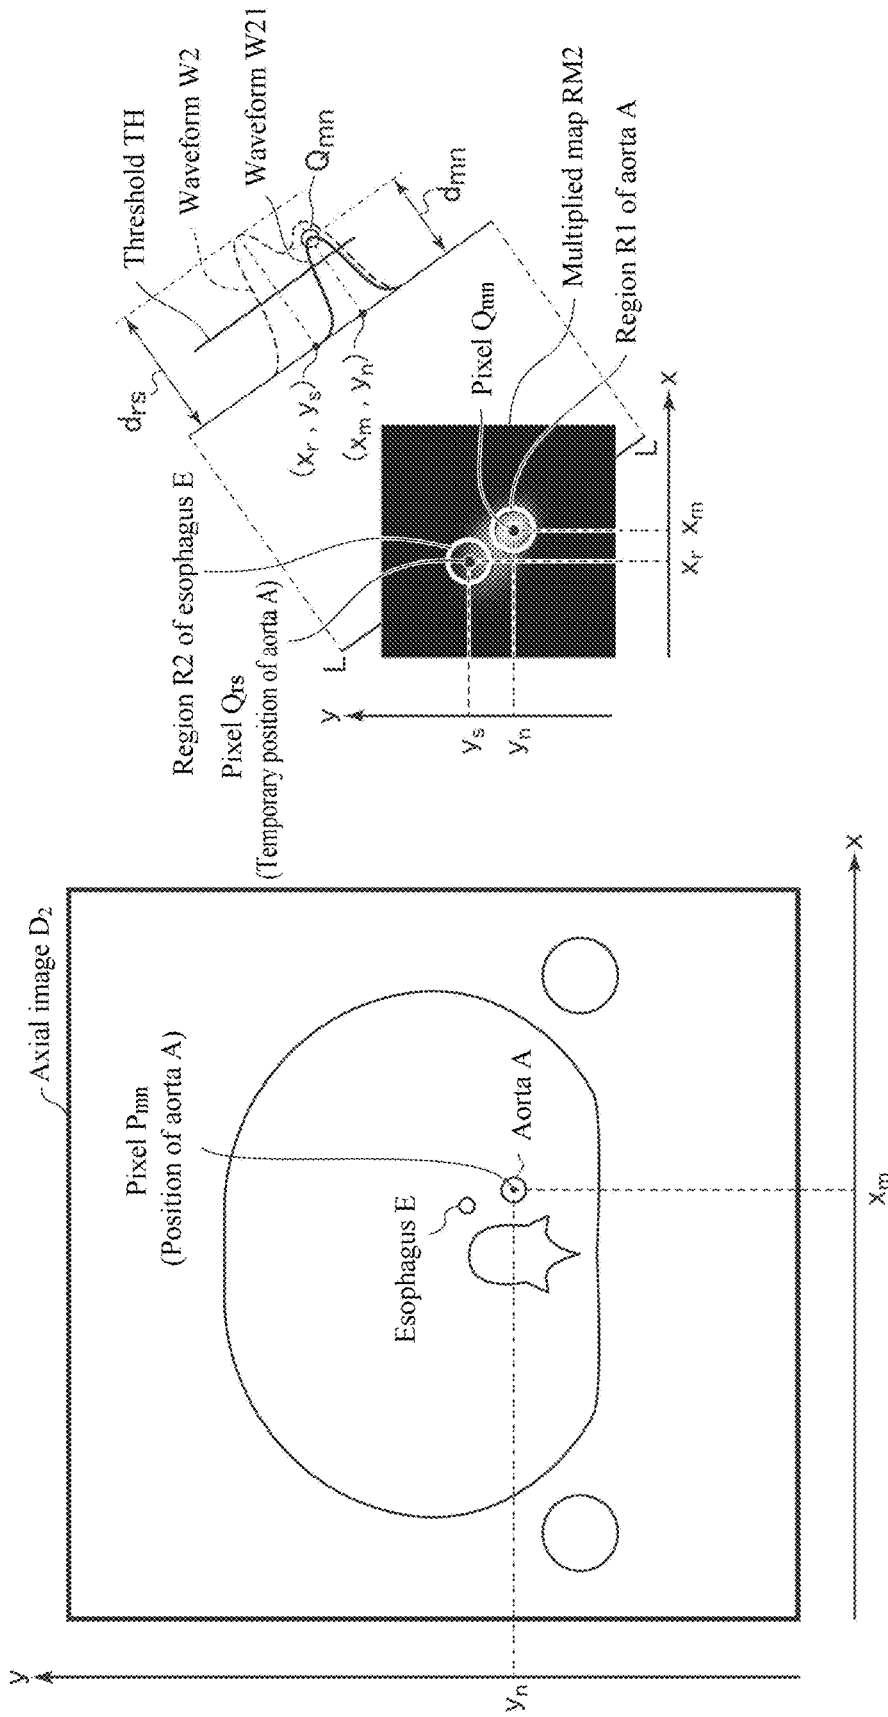 Axial image D₂
Pixel Pmn
(Position of aorta A)
Esophagus E
Aorta A
y
yn
xm
x
Region R2 of esophagus E
Pixel Qrs
(Temporary position of aorta A)
y
ys
yn
L
L
xr
xm
x
drs
Threshold TH
Waveform W2
Waveform W21
Qmn
dmn
(xr , ys)
(xm , yn)
Pixel Qmn
Multiplied map RM2
Region R1 of aorta A